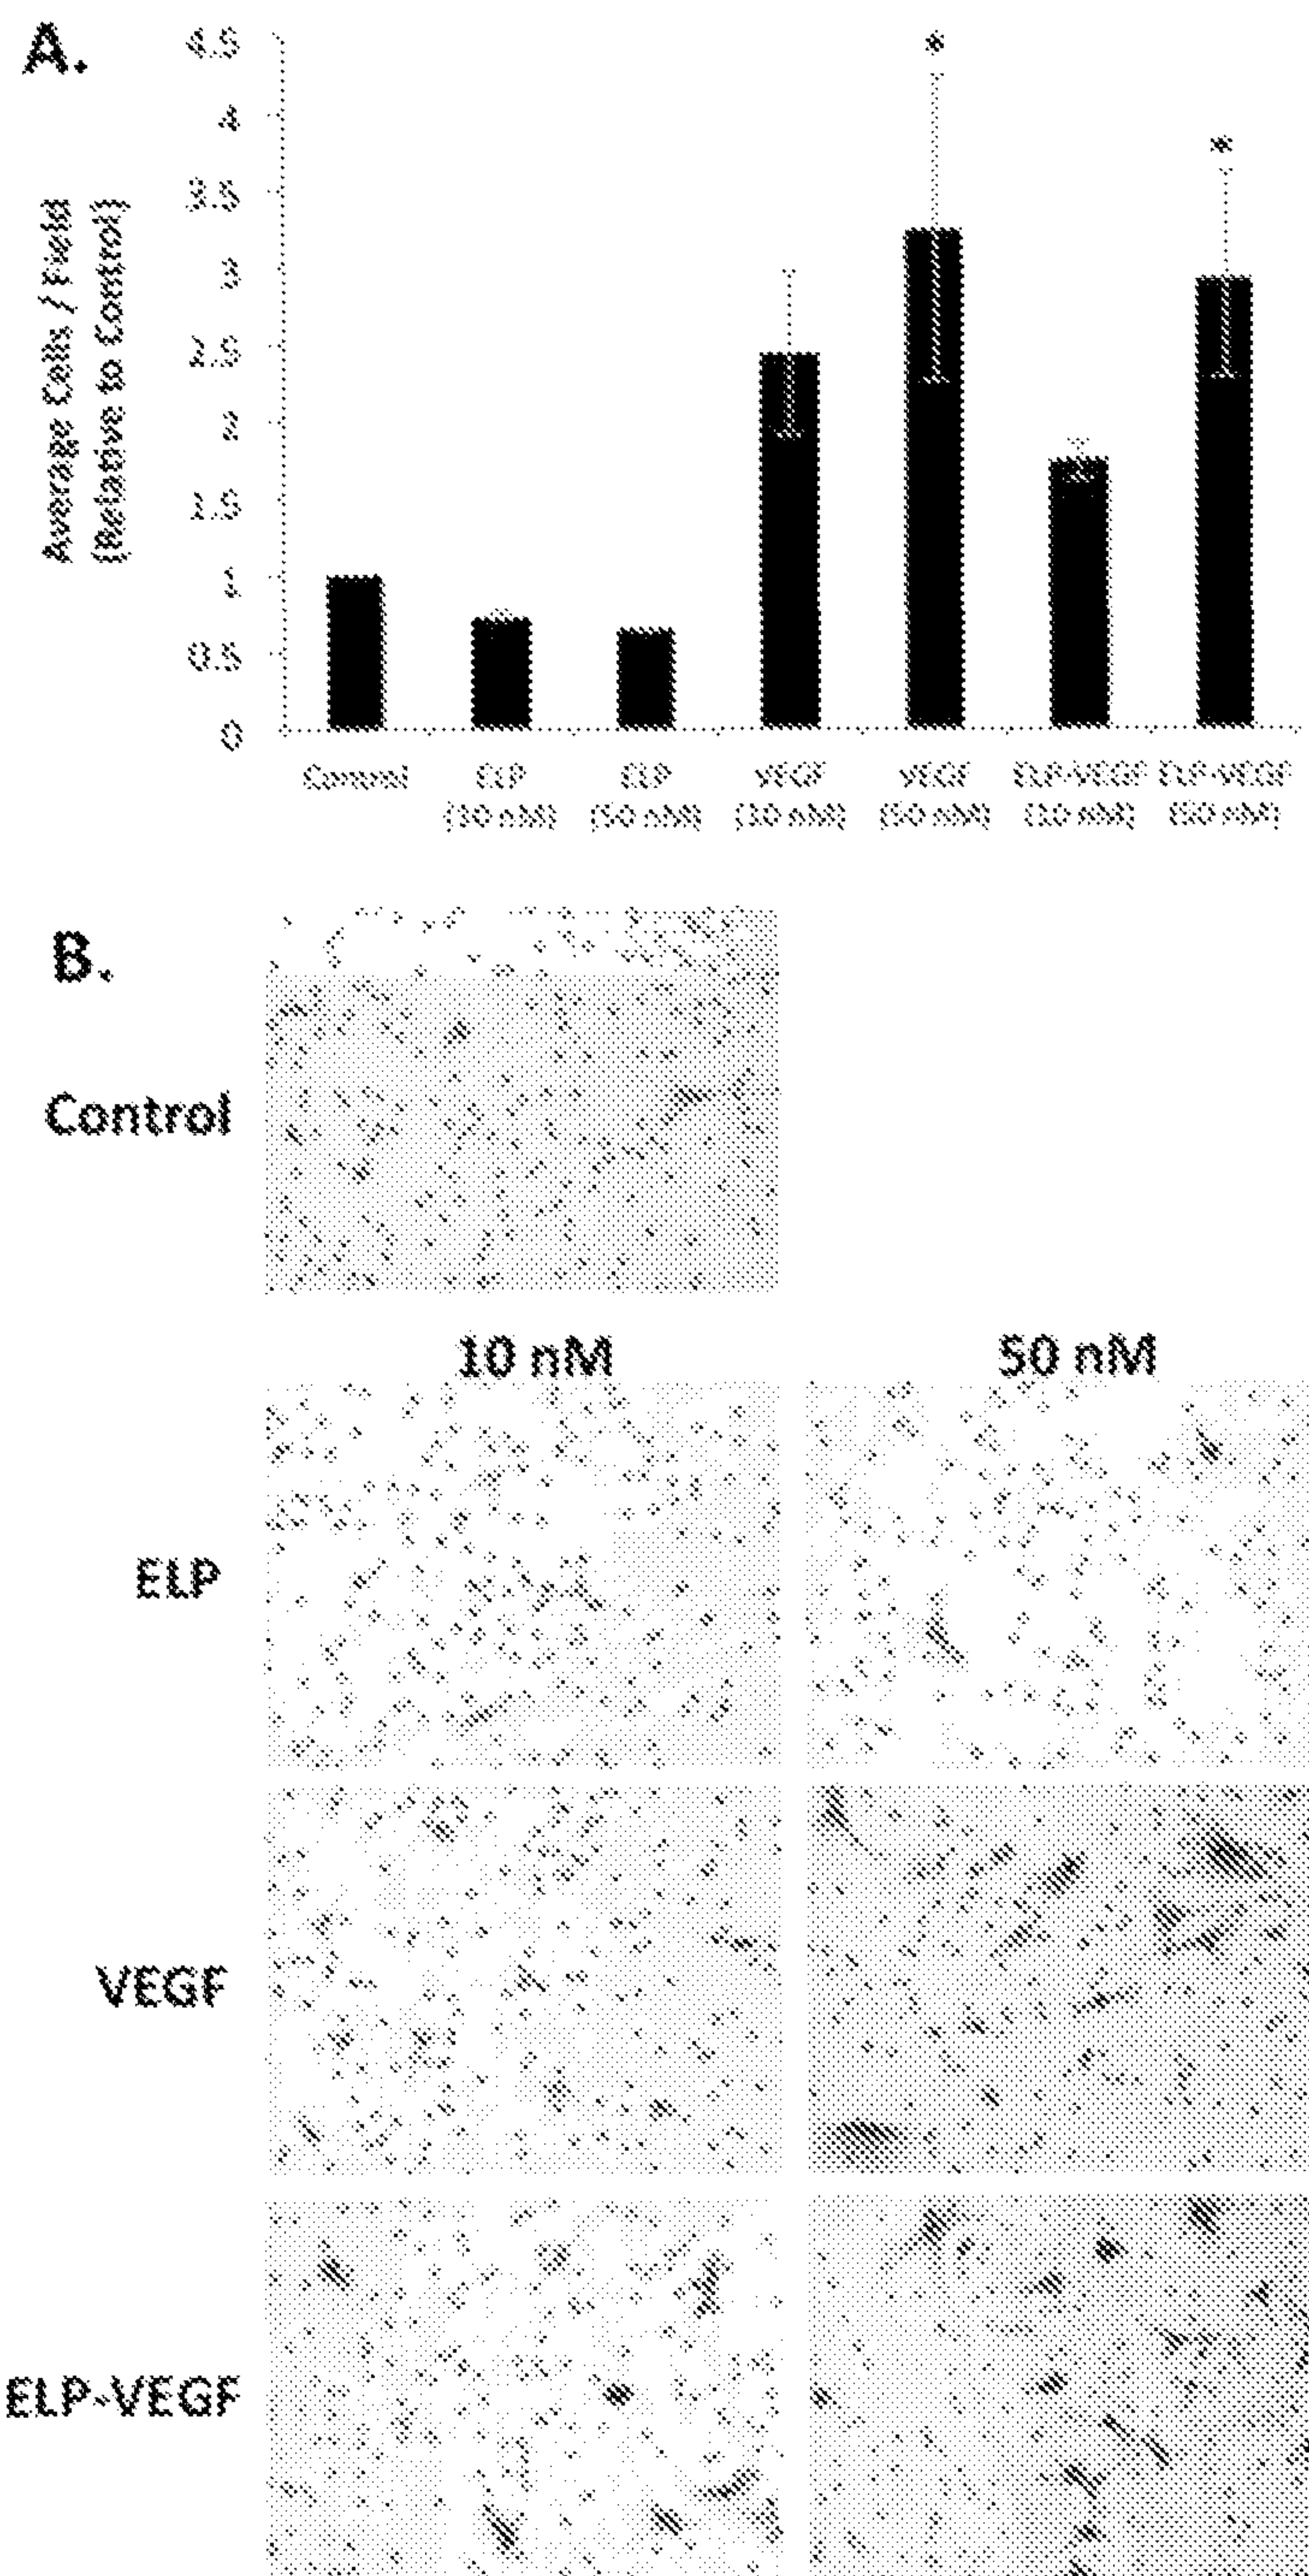 A.
4.5
4
3.5
3
2.5
2
1.5
1
0.5
0
Average Cells / Field
(Relative to Control)
Control
ELP
(10 nM)
ELP
(50 nM)
VEGF
(10 nM)
VEGF
(50 nM)
ELP-VEGF
(10 nM)
ELP-VEGF
(50 nM)
*
*
B.
Control
10 nM
50 nM
ELP
VEGF
ELP-VEGF